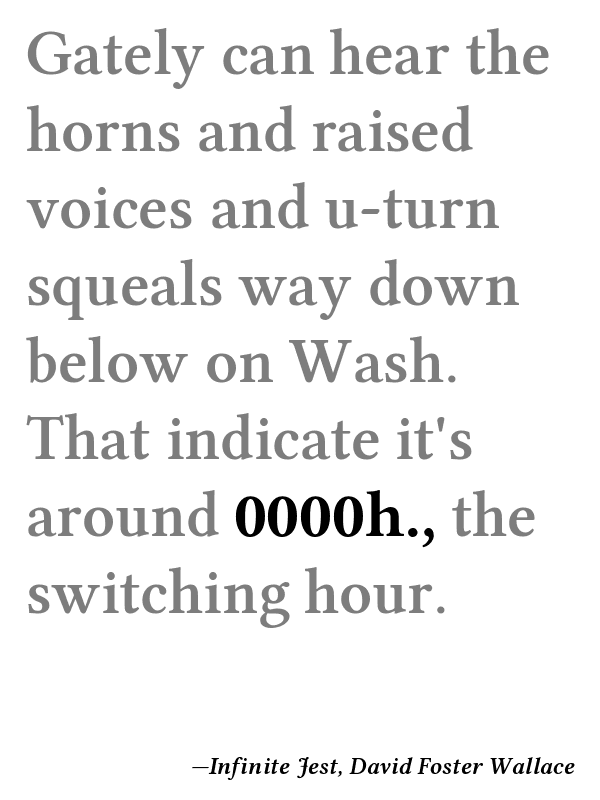 Gately can hear the
horns and raised
voices and u-turn
squeals way down
below on Wash.
That indicate it's
around 0000h., the
switching hour.
—Infinite Jest, David Foster Wallace